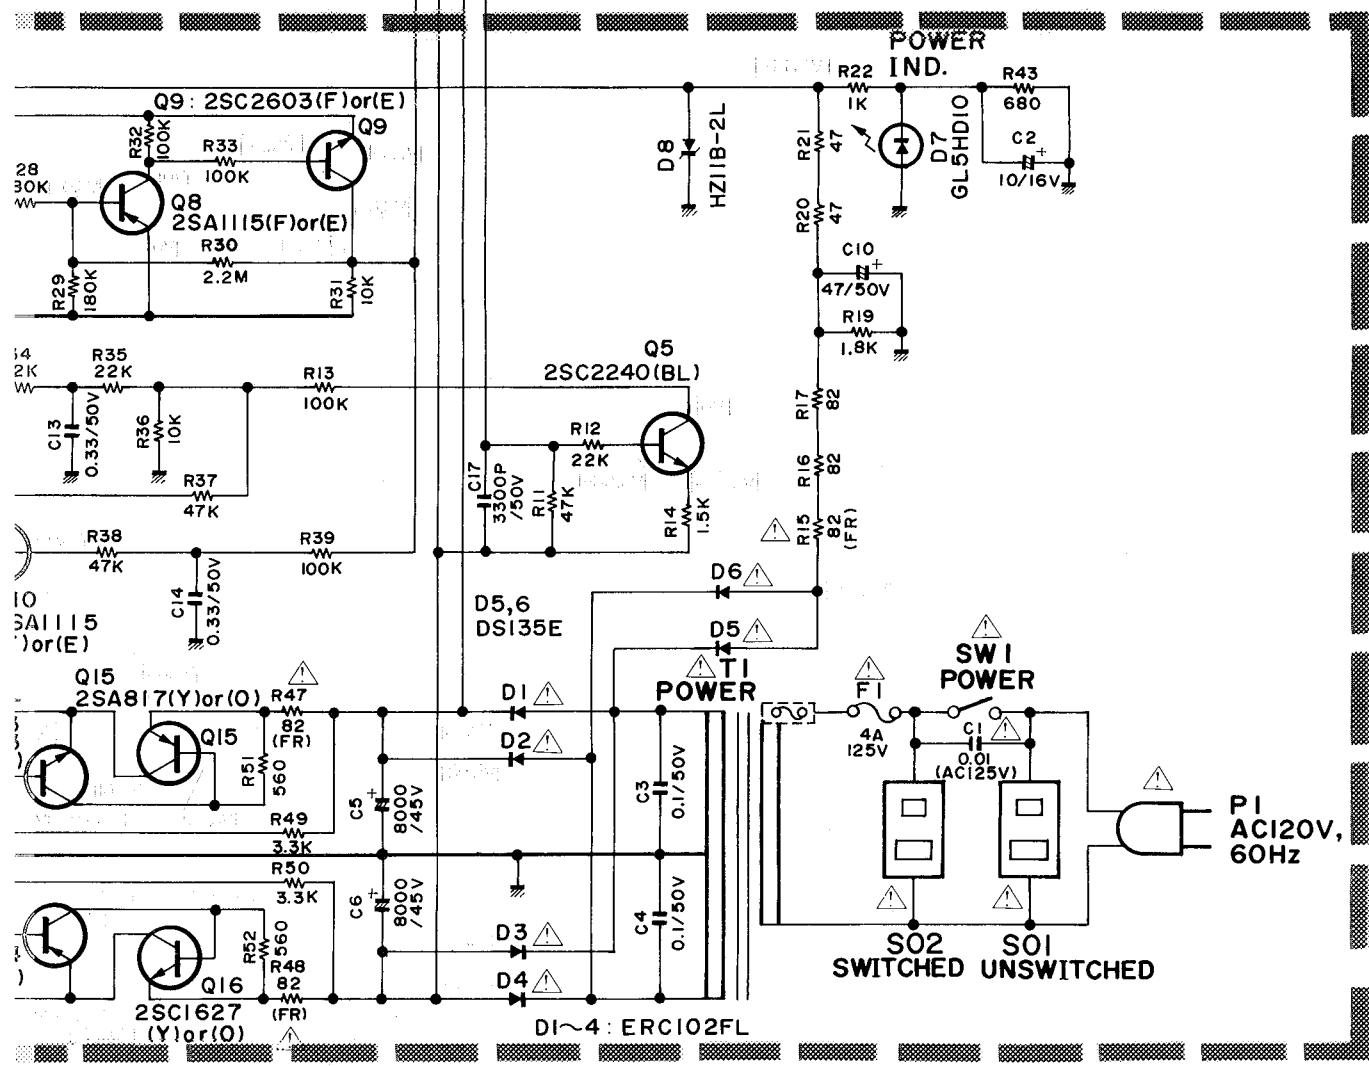 POWER
IND.
R22
1K
R43
680
C2
+
10/16V
D7
GL5HD10
D8
HZ11B-2L
R21
47
R20
47
C10
+
47/50V
R19
1.8K
R17
82
R16
82
R15
82
(FR)
Q9: 2SC2603(F)or(E)
Q9
R32
100K
R33
100K
28
30K
Q8
2SA1115(F)or(E)
R30
2.2M
R29
180K
R31
10K
34
2K
R35
22K
R13
100K
Q5
2SC2240(BL)
C13
0.33/50V
R36
10K
R37
47K
R12
22K
C17
3300P
/50V
R11
47K
R14
1.5K
R38
47K
R39
100K
C14
0.33/50V
10
SA1115
)or(E)
D5,6
DS135E
D6
D5
T1
POWER
Q15
2SA817(Y)or(O)
Q15
R47
82
(FR)
R51
560
R49
3.3K
R50
3.3K
D1
D2
C5
+
8000
/45V
C6
+
8000
/45V
C3
0.1/50V
C4
0.1/50V
D3
D4
R52
560
R48
82
(FR)
Q16
2SC1627
(Y)or(O)
D1~4: ERC102FL
F1
4A
125V
SW1
POWER
C1
0.01
(AC125V)
P1
AC120V,
60Hz
SO2
SWITCHED
SO1
UNSWITCHED